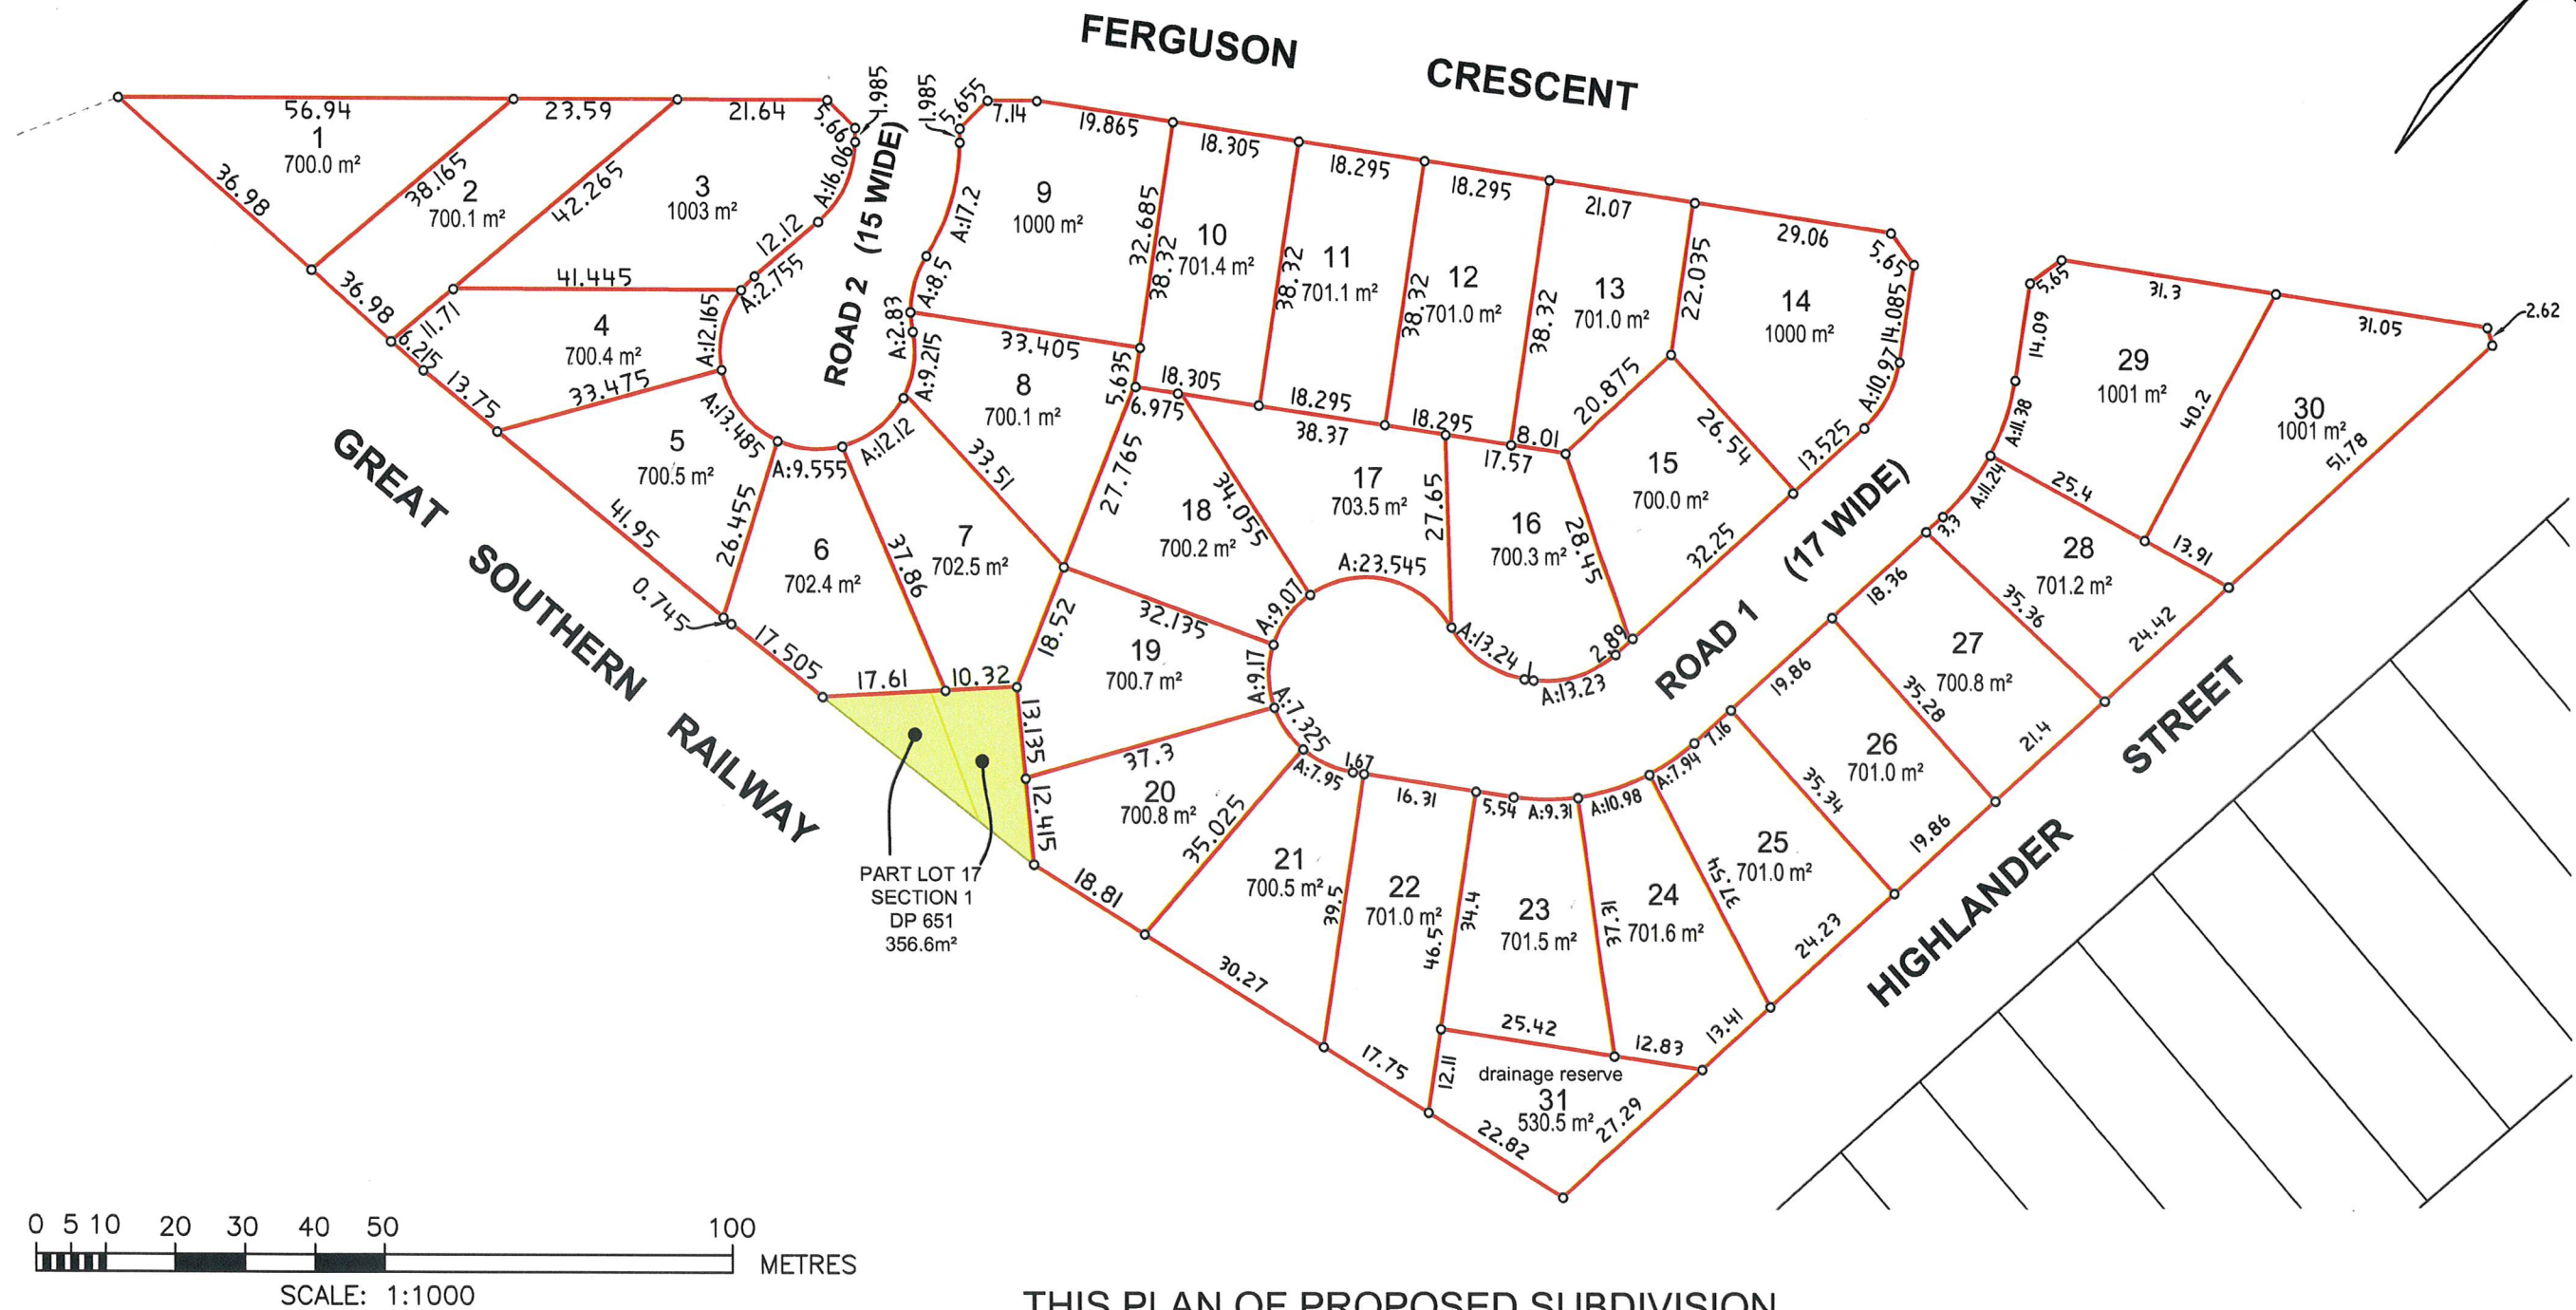 FERGUSON CRESCENT
56.94
1
700.0 m²
36.98
23.59
38.165
2
700.1 m²
36.98
21.64
5.66
1.985
A:16.06
42.265
3
1003 m²
12.12
A:2.755
41.445
11.71
6.215
4
700.4 m²
A:12.165
13.75
33.475
5
700.5 m²
A:13.485
41.95
26.455
0.745
ROAD 2 (15 WIDE)
1.985
5.655
7.14
19.865
A:17.2
9
1000 m²
32.685
A:8.5
A:2.83
33.405
A:9.215
8
700.1 m²
5.635
A:12.12
A:9.555
33.51
27.765
6
702.4 m²
37.86
7
702.5 m²
17.505
17.61
10.32
18.52
18.305
10
701.4 m²
38.32
18.305
6.975
18.295
11
701.1 m²
38.32
18.295
38.37
18.295
12
701.0 m²
38.32
18.295
21.07
13
701.0 m²
38.32
8.01
17.57
29.06
5.65
22.035
14
1000 m²
14.085
A:10.97
20.875
26.54
13.525
15
700.0 m²
32.25
28.45
16
700.3 m²
27.65
17
703.5 m²
34.055
A:23.545
18
700.2 m²
A:9.07
A:13.24
1
A:13.23
2.89
32.135
19
700.7 m²
A:9.17
13.135
37.3
A:7.325
20
700.8 m²
12.415
35.025
18.81
A:7.95
1.67
21
700.5 m²
39.5
30.27
16.31
22
701.0 m²
46.5
17.75
5.54
A:9.31
34.4
23
701.5 m²
37.31
25.42
A:10.98
24
701.6 m²
37.54
12.83
13.41
A:7.94
7.16
25
701.0 m²
35.34
24.23
19.86
26
701.0 m²
35.28
19.86
18.36
27
700.8 m²
35.36
21.4
3.3
A:11.24
28
701.2 m²
25.4
13.91
24.42
5.65
14.09
A:11.38
31.3
29
1001 m²
40.2
31.05
2.62
30
1001 m²
51.78
12.11
drainage reserve
31
530.5 m²
22.82
27.29
ROAD 1 (17 WIDE)
GREAT SOUTHERN RAILWAY
HIGHLANDER STREET
PART LOT 17
SECTION 1
DP 651
356.6m²
0 5 10 20 30 40 50 100
METRES
SCALE: 1:1000
THIS PLAN OF PROPOSED SUBDIVISION